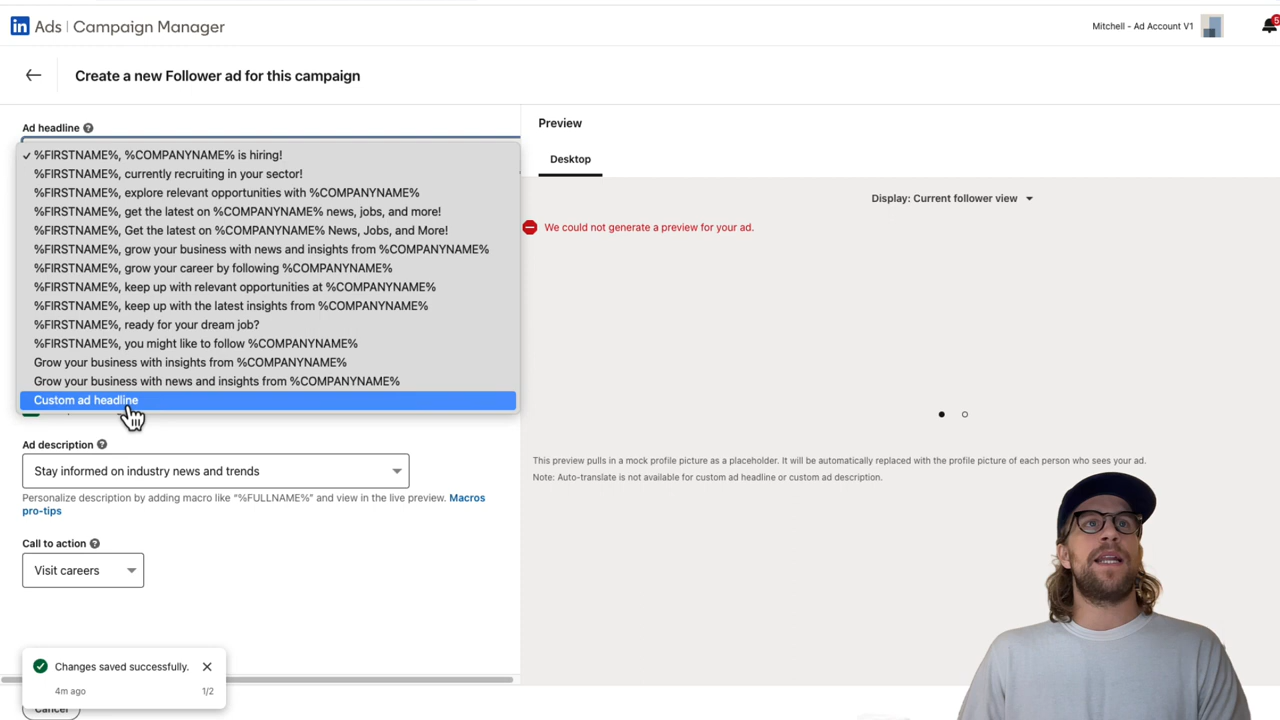 in Ads | Campaign Manager
Mitchell - Ad Account V1
5
Create a new Follower ad for this campaign
Ad headline
%FIRSTNAME%, %COMPANYNAME% is hiring!
%FIRSTNAME%, currently recruiting in your sector!
%FIRSTNAME%, explore relevant opportunities with %COMPANYNAME%
%FIRSTNAME%, get the latest on %COMPANYNAME% news, jobs, and more!
%FIRSTNAME%, Get the latest on %COMPANYNAME% News, Jobs, and More!
%FIRSTNAME%, grow your business with news and insights from %COMPANYNAME%
%FIRSTNAME%, grow your career by following %COMPANYNAME%
%FIRSTNAME%, keep up with relevant opportunities at %COMPANYNAME%
%FIRSTNAME%, keep up with the latest insights from %COMPANYNAME%
%FIRSTNAME%, ready for your dream job?
%FIRSTNAME%, you might like to follow %COMPANYNAME%
Grow your business with insights from %COMPANYNAME%
Grow your business with news and insights from %COMPANYNAME%
Custom ad headline
Ad description
Stay informed on industry news and trends
Personalize description by adding macro like "%FULLNAME%" and view in the live preview. Macros
pro-tips
Call to action
Visit careers
Changes saved successfully.
4m ago
1/2
Cancel
Preview
Desktop
Display: Current follower view
We could not generate a preview for your ad.
This preview pulls in a mock profile picture as a placeholder. It will be automatically replaced with the profile picture of each person who sees your ad.
Note: Auto-translate is not available for custom ad headline or custom ad description.